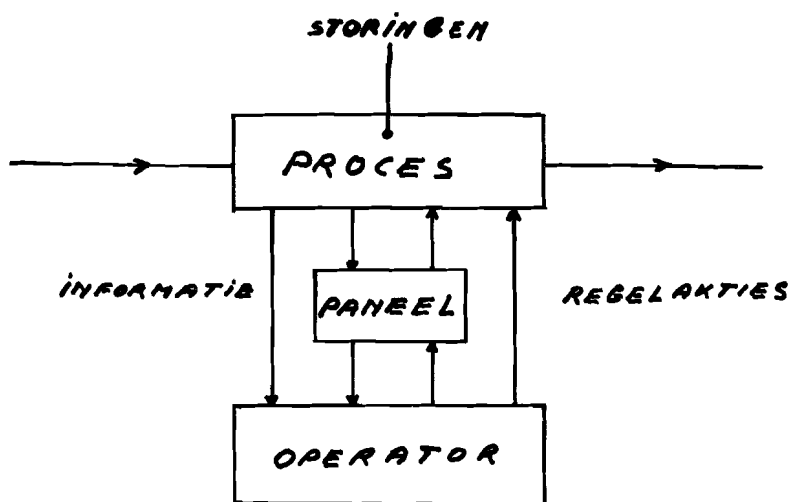 STORINGEN
PROCES
INFORMATIE
PANEEL
REGELAKTIES
OPERATOR